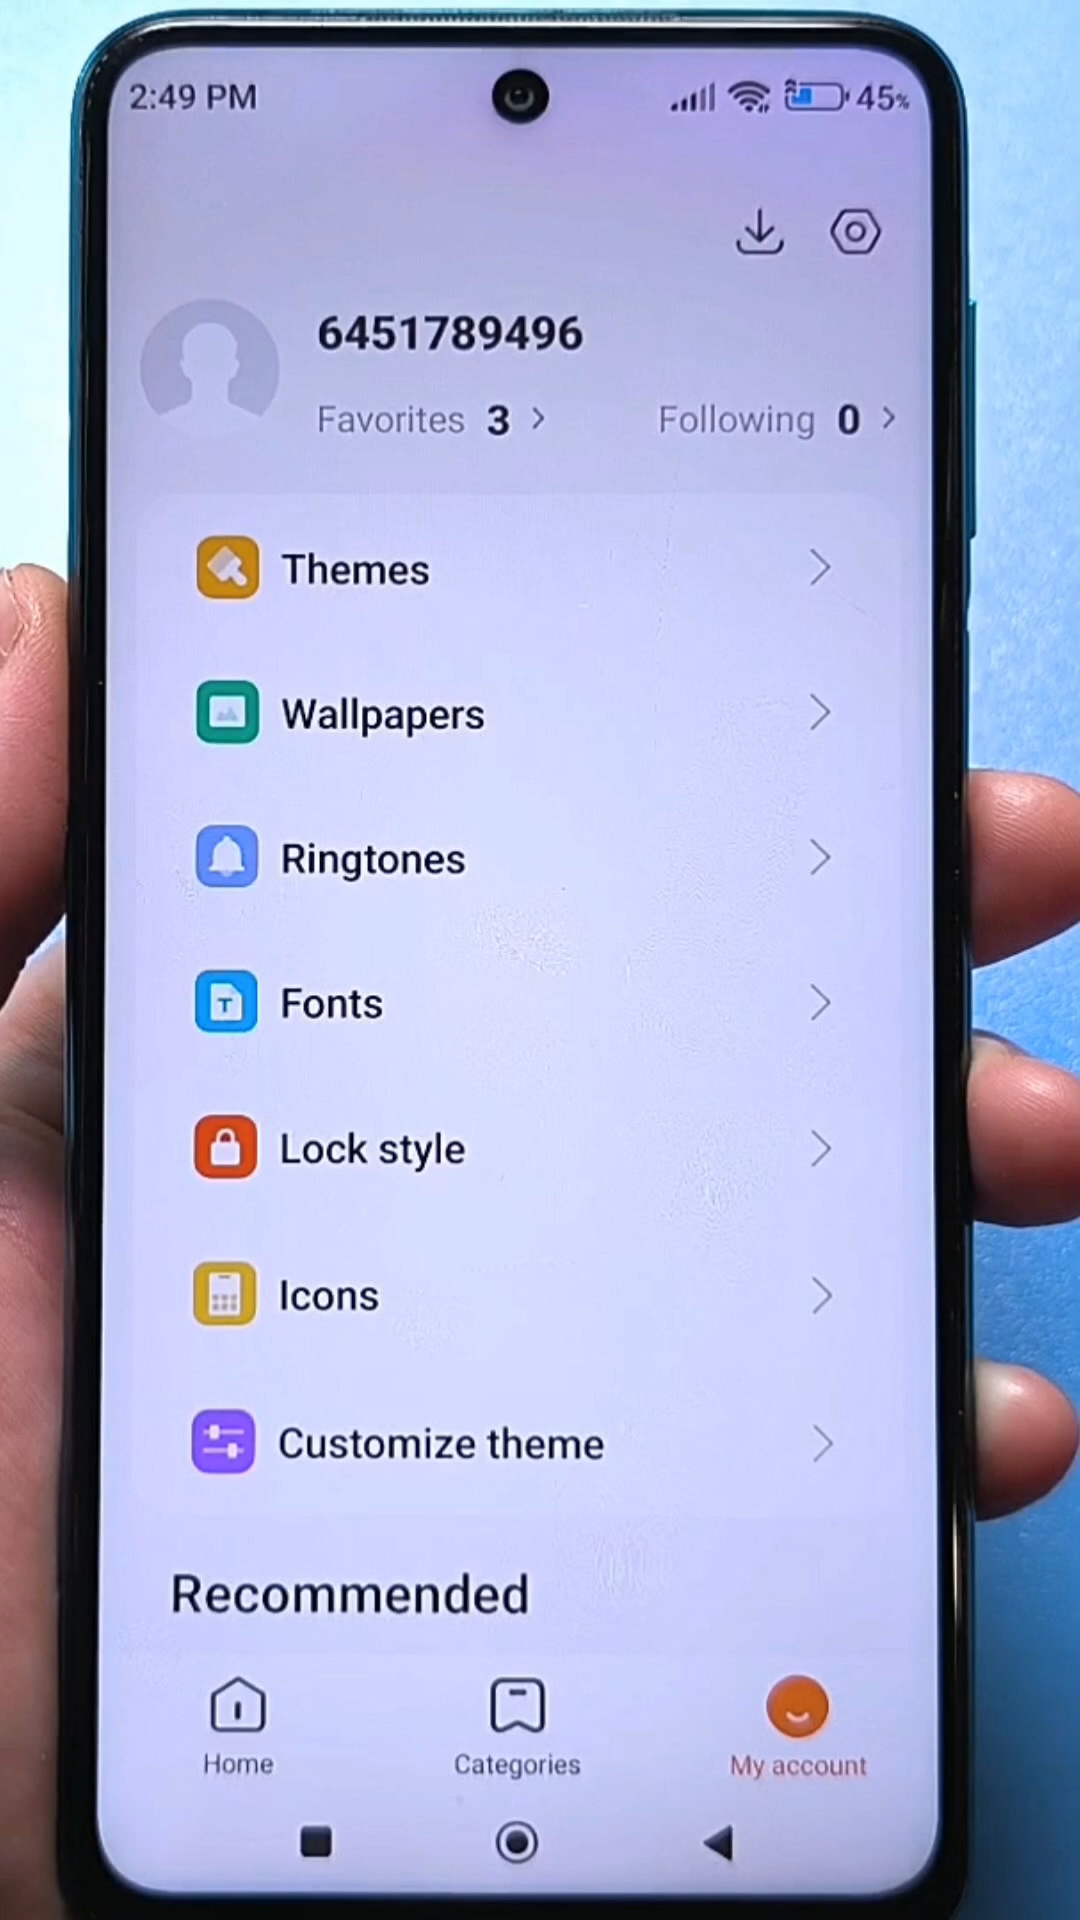 2:49 PM 45%
6451789496
Favorites 3 Following 0
Themes
Wallpapers
Ringtones
T Fonts
Lock style
Icons
Customize theme
Recommended
Home Categories My account